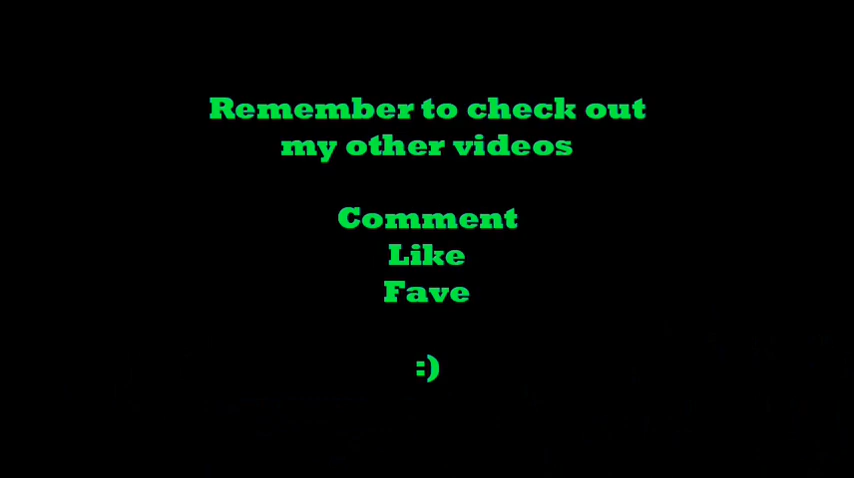 Remember to check out
my other videos
Comment
Like
Fave
:)